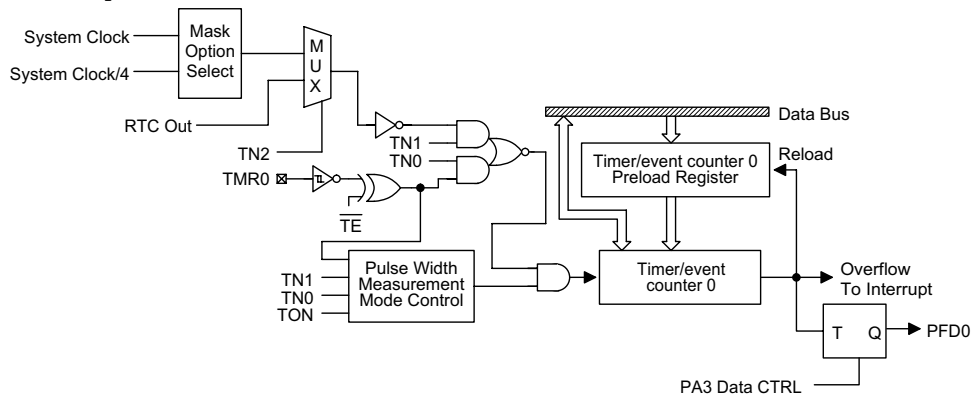 System Clock
System Clock/4
Mask
Option
Select
M
U
X
RTC Out
TN2
TN1
TN0
TMR0
TE
Data Bus
Timer/event counter 0
Preload Register
Reload
TN1
TN0
TON
Pulse Width
Measurement
Mode Control
Timer/event
counter 0
Overflow
To Interrupt
T Q
PFD0
PA3 Data CTRL